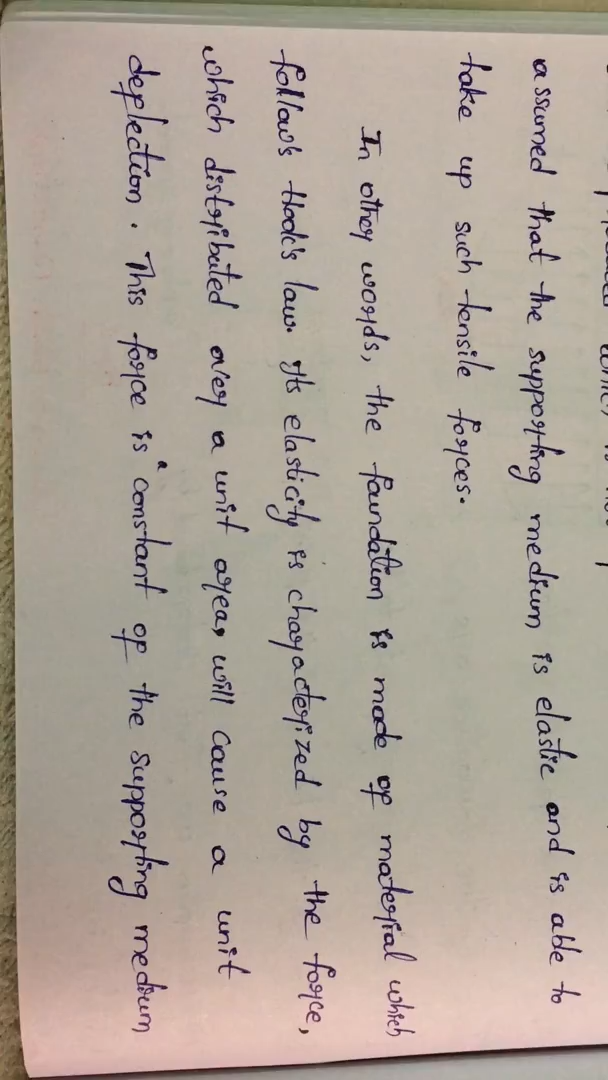 assumed that the supporting medium is elastic and is able to
take up such tensile forces.
In other words, the foundation is made of material which
follow's Hook's law. Its elasticity is characterized by the force,
which distributed over a unit area, will cause a unit
deflection. This force is a constant of the supporting medium